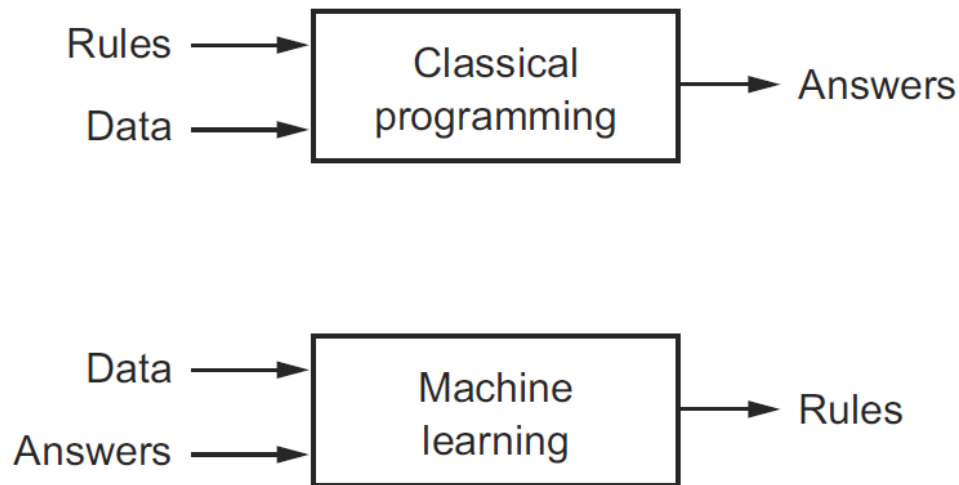 Rules
Data
Classical
programming
Answers
Data
Answers
Machine
learning
Rules